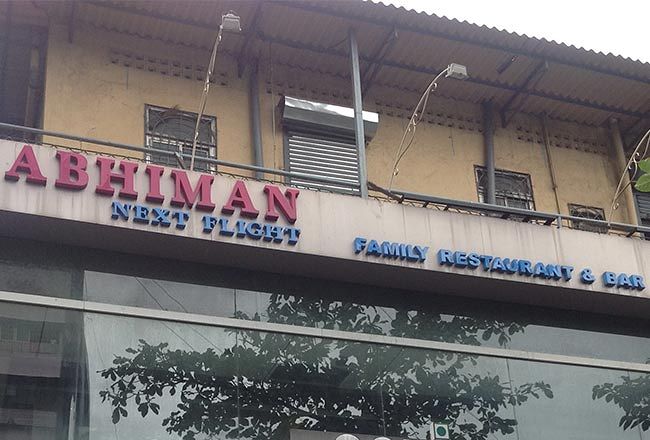 ABHIMAN
NEXT FLIGHT
FAMILY RESTAURANT & BAR